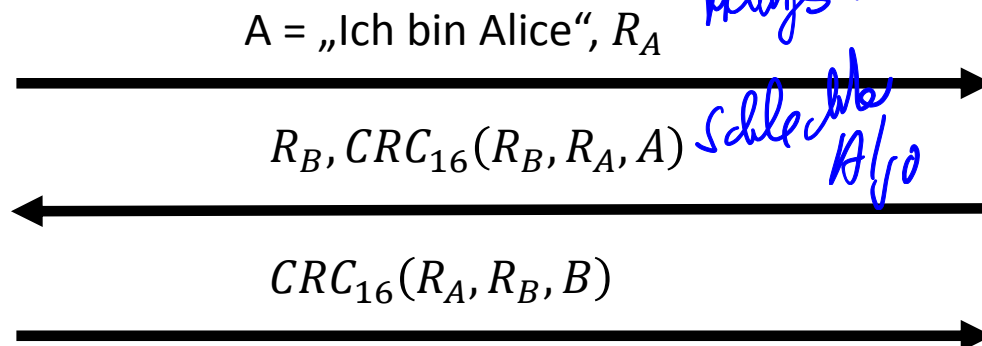 A = „Ich bin Alice“, R_A
R_B, CRC_16(R_B, R_A, A) schlechte
Algo
CRC_16(R_A, R_B, B)